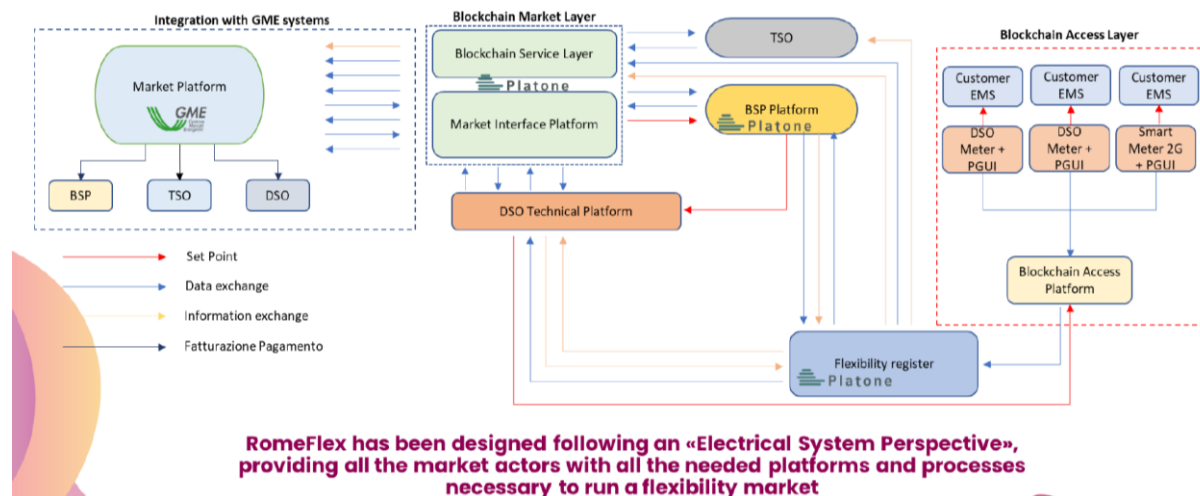 Integration with GME systems
Market Platform
GME
BSP
TSO
DSO
Set Point
Data exchange
Information exchange
Fatturazione Pagamento
Blockchain Market Layer
Blockchain Service Layer
Platone
Market Interface Platform
DSO Technical Platform
TSO
BSP Platform
Platone
Flexibility register
Platone
Blockchain Access Layer
Customer
EMS
Customer
EMS
Customer
EMS
DSO
Meter +
PGUI
DSO
Meter +
PGUI
Smart
Meter 2G
+ PGUI
Blockchain Access
Platform
RomeFlex has been designed following an «Electrical System Perspective»,
providing all the market actors with all the needed platforms and processes
necessary to run a flexibility market